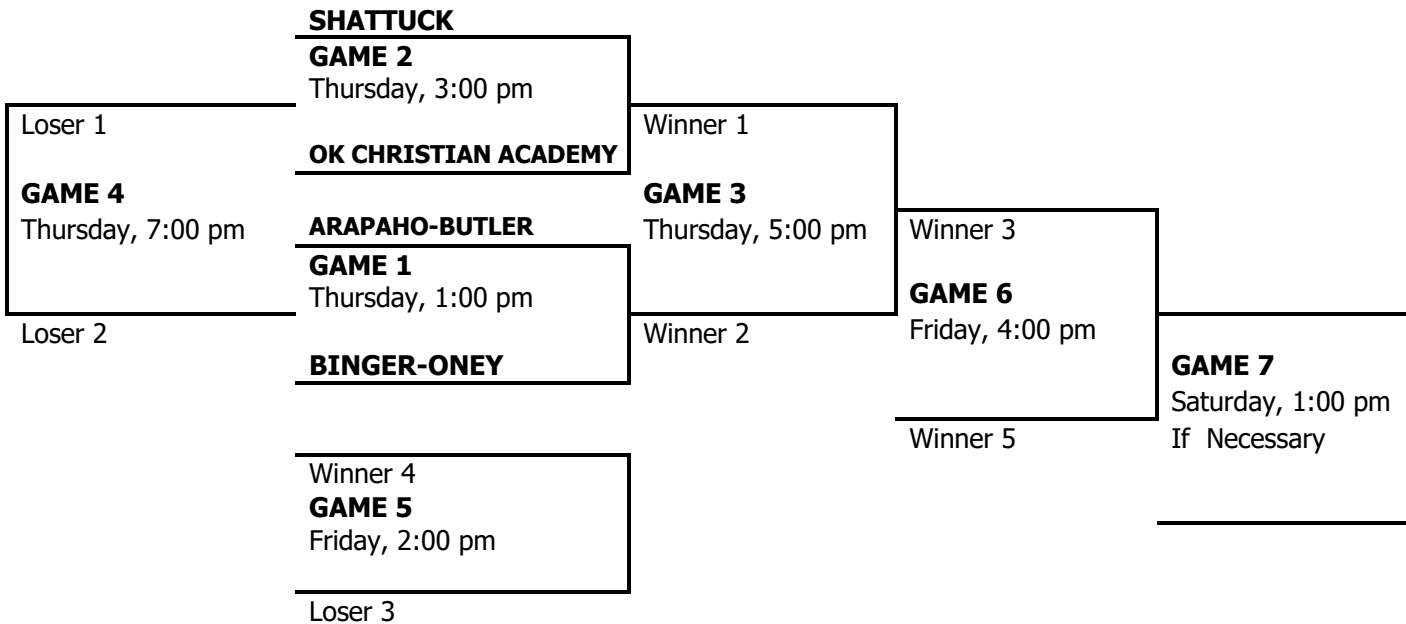 SHATTUCK
GAME 2
Thursday, 3:00 pm
OK CHRISTIAN ACADEMY
Loser 1
GAME 4
Thursday, 7:00 pm
Loser 2
ARAPAHO-BUTLER
GAME 1
Thursday, 1:00 pm
BINGER-ONEY
Winner 4
GAME 5
Friday, 2:00 pm
Loser 3
Winner 1
GAME 3
Thursday, 5:00 pm
Winner 2
Winner 3
GAME 6
Friday, 4:00 pm
Winner 5
GAME 7
Saturday, 1:00 pm
If Necessary